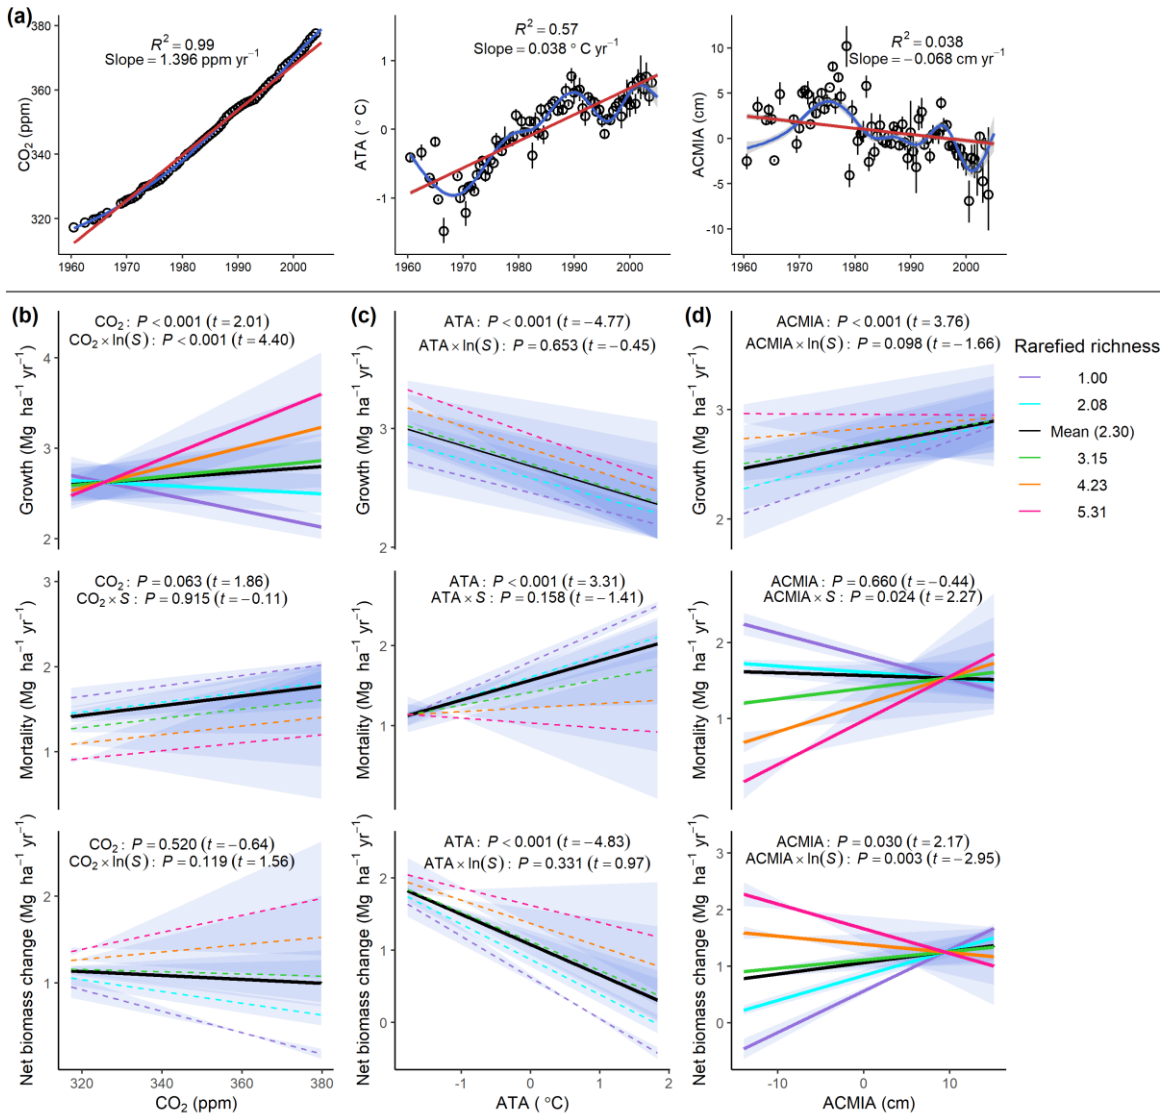 (a)
R² = 0.99
Slope = 1.396 ppm yr⁻¹
CO₂ (ppm)
380
360
340
320
1960 1970 1980 1990 2000
R² = 0.57
Slope = 0.038 °C yr⁻¹
ATA ( °C)
1
0
-1
1960 1970 1980 1990 2000
R² = 0.038
Slope = −0.068 cm yr⁻¹
ACMIA (cm)
10
5
0
-5
-10
1960 1970 1980 1990 2000
(b)
CO₂ : P < 0.001 (t = 2.01)
CO₂ × ln(S) : P < 0.001 (t = 4.40)
Growth (Mg ha⁻¹ yr⁻¹)
4
3
2
(c)
ATA : P < 0.001 (t = −4.77)
ATA × ln(S) : P = 0.653 (t = −0.45)
Growth (Mg ha⁻¹ yr⁻¹)
3
2
(d)
ACMIA : P < 0.001 (t = 3.76)
ACMIA × ln(S) : P = 0.098 (t = −1.66)
Growth (Mg ha⁻¹ yr⁻¹)
3
2
Rarefied richness
1.00
2.08
Mean (2.30)
3.15
4.23
5.31
CO₂ : P = 0.063 (t = 1.86)
CO₂ × S : P = 0.915 (t = −0.11)
Mortality (Mg ha⁻¹ yr⁻¹)
3
2
1
ATA : P < 0.001 (t = 3.31)
ATA × S : P = 0.158 (t = −1.41)
Mortality (Mg ha⁻¹ yr⁻¹)
2
1
ACMIA : P = 0.660 (t = −0.44)
ACMIA × S : P = 0.024 (t = 2.27)
Mortality (Mg ha⁻¹ yr⁻¹)
2
1
CO₂ : P = 0.520 (t = −0.64)
CO₂ × ln(S) : P = 0.119 (t = 1.56)
Net biomass change (Mg ha⁻¹ yr⁻¹)
2
1
320 340 360 380
CO₂ (ppm)
ATA : P < 0.001 (t = −4.83)
ATA × ln(S) : P = 0.331 (t = 0.97)
Net biomass change (Mg ha⁻¹ yr⁻¹)
2
1
0
-1 0 1 2
ATA ( °C)
ACMIA : P = 0.030 (t = 2.17)
ACMIA × ln(S) : P = 0.003 (t = −2.95)
Net biomass change (Mg ha⁻¹ yr⁻¹)
2
1
0
-10 0 10
ACMIA (cm)